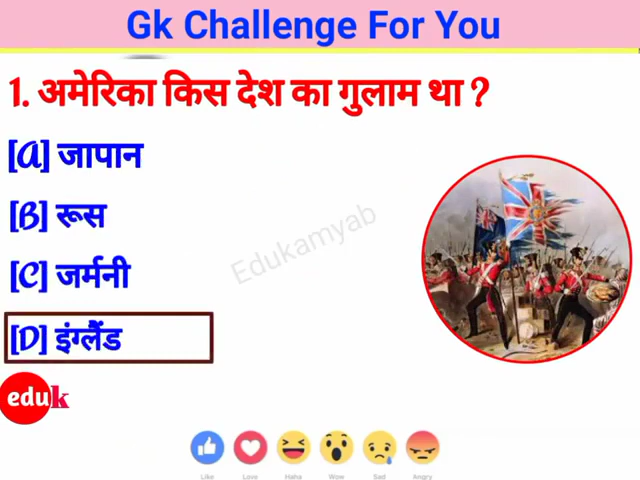 Gk Challenge For You
1. अमेरिका किस देश का गुलाम था ?
[A] जापान
[B] रूस
[C] जर्मनी
[D] इंग्लैंड
Edukamyab
eduk
Like Love Haha Wow Sad Angry